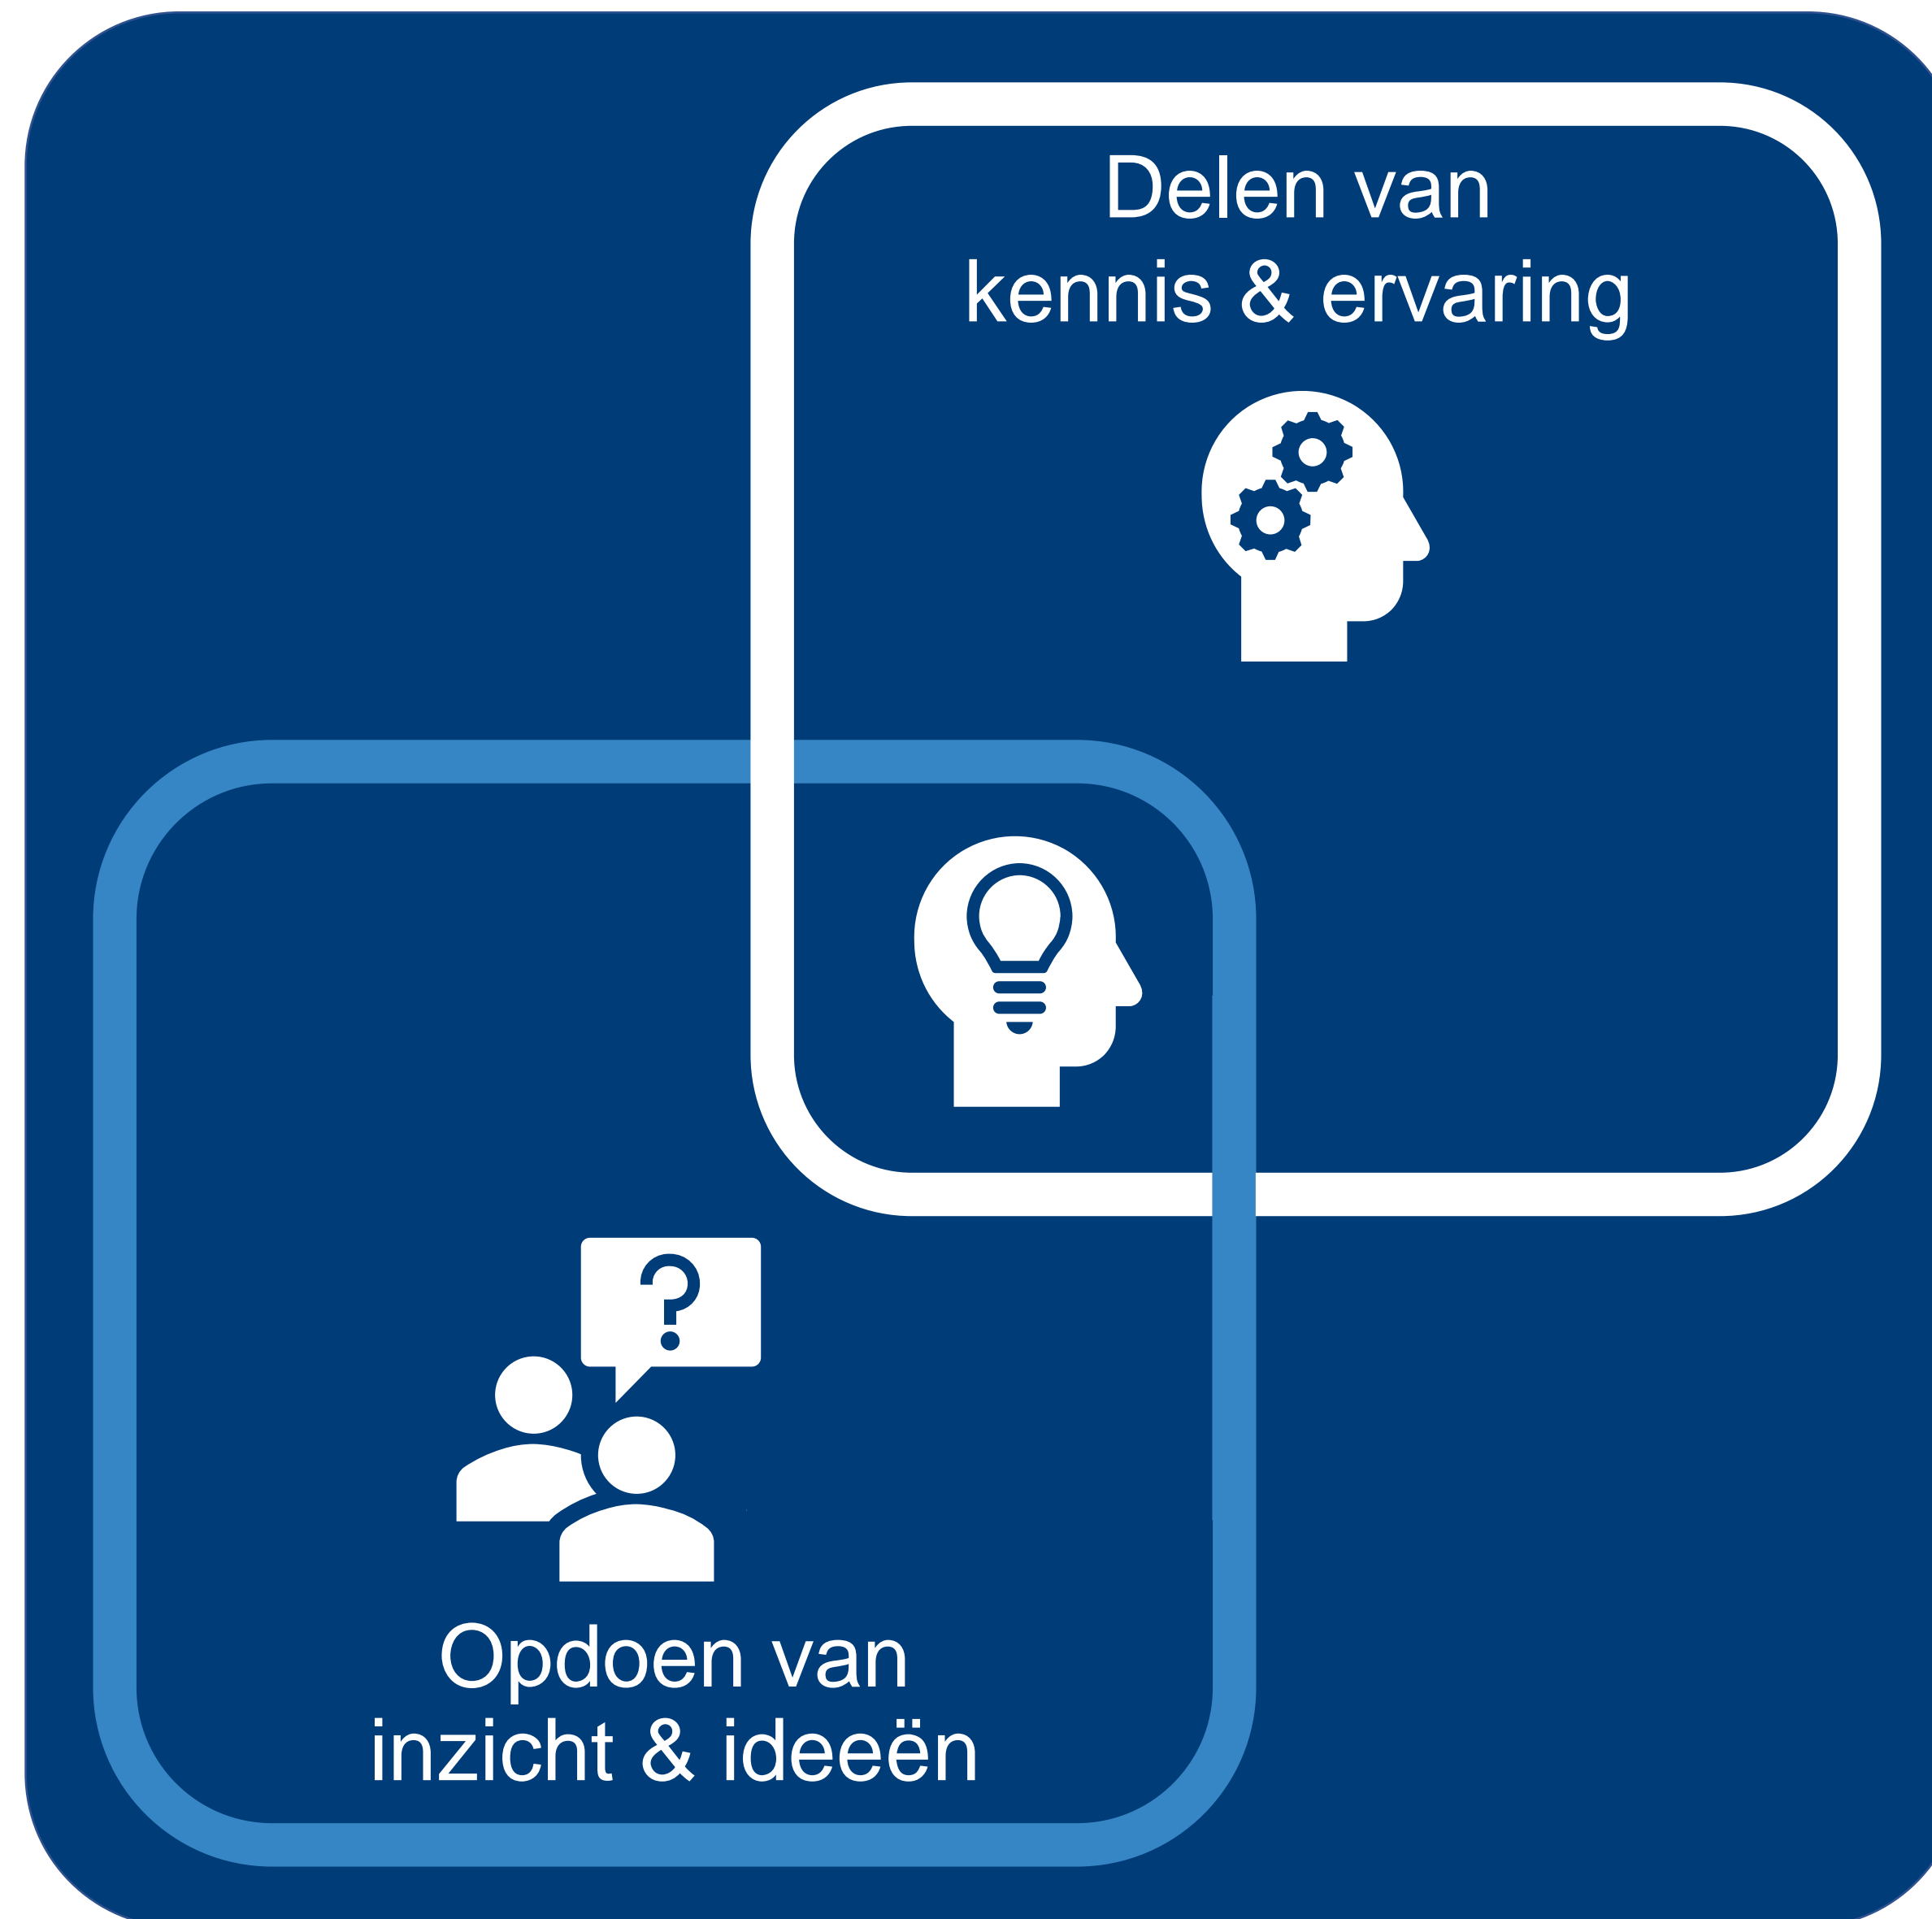 Delen van
kennis & ervaring
?
Opdoen van
inzicht & ideeën